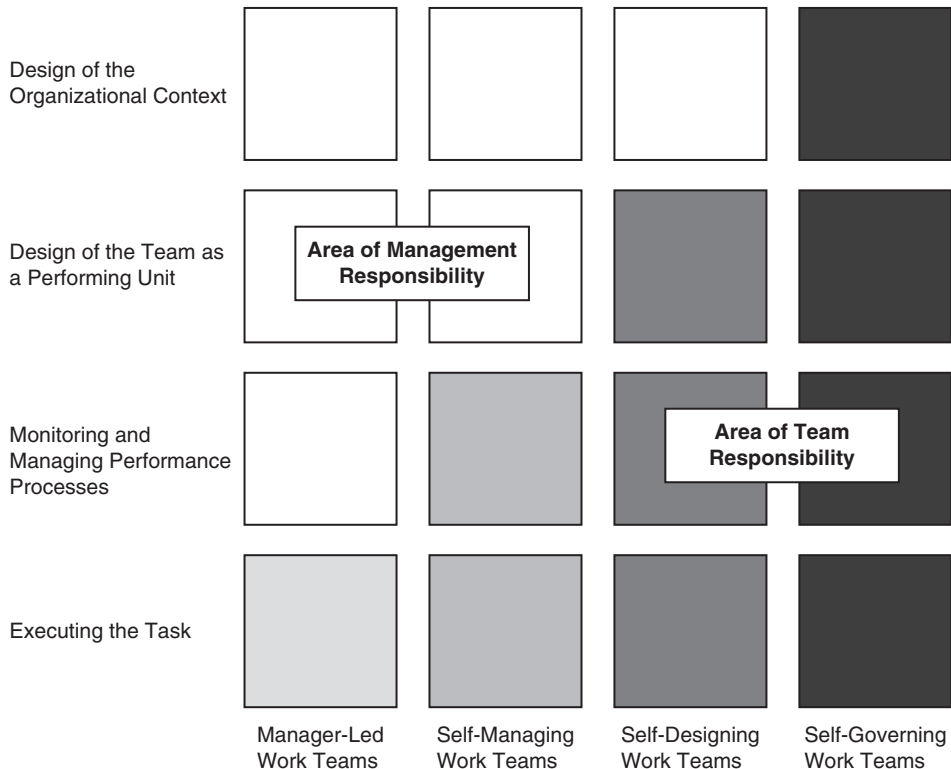 Design of the
Organizational Context
Design of the Team as
a Performing Unit
Area of Management
Responsibility
Monitoring and
Managing Performance
Processes
Area of Team
Responsibility
Executing the Task
Manager-Led
Work Teams
Self-Managing
Work Teams
Self-Designing
Work Teams
Self-Governing
Work Teams